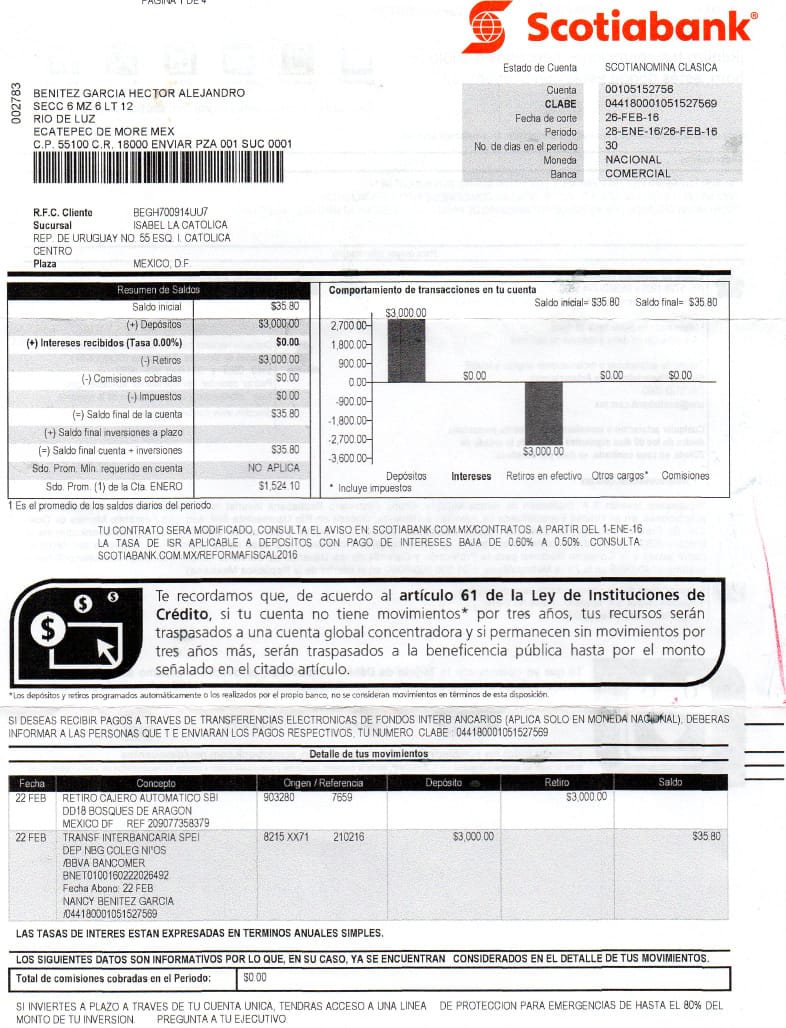 PAGINA 1 DE 4
Scotiabank®
Estado de Cuenta SCOTIANOMINA CLASICA
002783
BENITEZ GARCIA HECTOR ALEJANDRO
SECC 6 MZ 6 LT 12
RIO DE LUZ
ECATEPEC DE MORE MEX
C.P. 55100 C.R. 18000 ENVIAR PZA 001 SUC 0001
Cuenta 00105152756
CLABE 044180001051527569
Fecha de corte 26-FEB-16
Periodo 28-ENE-16/26-FEB-16
No. de dias en el periodo 30
Moneda NACIONAL
Banca COMERCIAL
R.F.C. Cliente BEGH700914UU7
Sucursal ISABEL LA CATOLICA
REP. DE URUGUAY NO. 55 ESQ. I. CATOLICA
CENTRO
Plaza MEXICO, D.F.
Resumen de Saldos
Saldo inicial $35.80
(+) Depósitos $3,000.00
(+) Intereses recibidos (Tasa 0.00%) $0.00
(-) Retiros $3,000.00
(-) Comisiones cobradas $0.00
(-) Impuestos $0.00
(=) Saldo final de la cuenta $35.80
(+) Saldo final inversiones a plazo
(=) Saldo final cuenta + inversiones $35.80
Sdo. Prom. Mín. requerido en cuenta NO APLICA
Sdo. Prom. (1) de la Cta. ENERO $1,524.10
Comportamiento de transacciones en tu cuenta
Saldo inicial= $35.80 Saldo final= $35.80
$3,000.00
2,700.00
1,800.00
900.00
0.00
-900.00
-1,800.00
-2,700.00
-3,600.00
$0.00 $0.00 $0.00
$3,000.00
Depósitos Intereses Retiros en efectivo Otros cargos* Comisiones
* Incluye impuestos
1 Es el promedio de los saldos diarios del periodo.
TU CONTRATO SERA MODIFICADO, CONSULTA EL AVISO EN: SCOTIABANK.COM.MX/CONTRATOS. A PARTIR DEL 1-ENE-16
LA TASA DE ISR APLICABLE A DEPOSITOS CON PAGO DE INTERESES BAJA DE 0.60% A 0.50%. CONSULTA:
SCOTIABANK.COM.MX/REFORMAFISCAL2016
Te recordamos que, de acuerdo al artículo 61 de la Ley de Instituciones de
Crédito, si tu cuenta no tiene movimientos* por tres años, tus recursos serán
traspasados a una cuenta global concentradora y si permanecen sin movimientos por
tres años más, serán traspasados a la beneficencia pública hasta por el monto
señalado en el citado artículo.
*Los depósitos y retiros programados automáticamente o los realizados por el propio banco, no se consideran movimientos en términos de esta disposición.
SI DESEAS RECIBIR PAGOS A TRAVES DE TRANSFERENCIAS ELECTRONICAS DE FONDOS INTERB ANCARIOS (APLICA SOLO EN MONEDA NACIONAL), DEBERAS
INFORMAR A LAS PERSONAS QUE T E ENVIARAN LOS PAGOS RESPECTIVOS, TU NUMERO CLABE : 044180001051527569
Detalle de tus movimientos
Fecha Concepto Origen / Referencia Depósito Retiro Saldo
22 FEB RETIRO CAJERO AUTOMATICO SBI 903280 7659 $3,000.00
DD18 BOSQUES DE ARAGON
MEXICO DF REF 209077358379
22 FEB TRANSF INTERBANCARIA SPEI 8215 XX71 210216 $3,000.00 $35.80
DEP NBG COLEG NI'OS
/BBVA BANCOMER
BNET0100160222026492
Fecha Abono: 22 FEB
NANCY BENITEZ GARCIA
/044180001051527569
LAS TASAS DE INTERES ESTAN EXPRESADAS EN TERMINOS ANUALES SIMPLES.
LOS SIGUIENTES DATOS SON INFORMATIVOS POR LO QUE, EN SU CASO, YA SE ENCUENTRAN CONSIDERADOS EN EL DETALLE DE TUS MOVIMIENTOS.
Total de comisiones cobradas en el Periodo: $0.00
SI INVIERTES A PLAZO A TRAVES DE TU CUENTA UNICA, TENDRAS ACCESO A UNA LINEA DE PROTECCION PARA EMERGENCIAS DE HASTA EL 80% DEL
MONTO DE TU INVERSION. PREGUNTA A TU EJECUTIVO